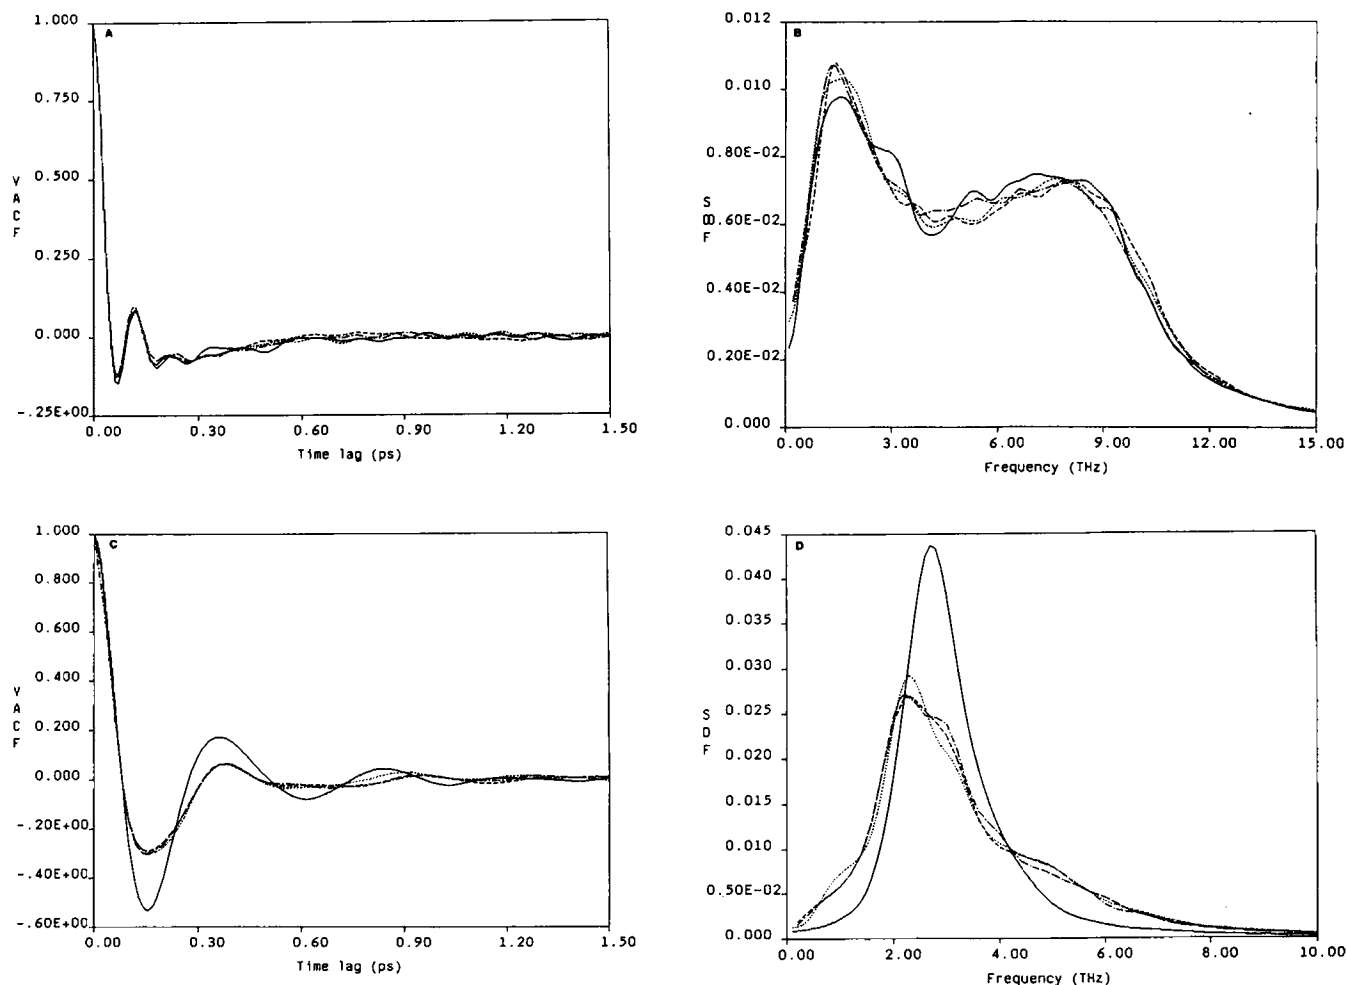 A
1.000
0.750
0.500
0.250
0.000
-.25E+00
VACF
0.00 0.30 0.60 0.90 1.20 1.50
Time lag (ps)
B
0.012
0.010
0.80E-02
0.60E-02
0.40E-02
0.20E-02
0.000
SDF
0.00 3.00 6.00 9.00 12.00 15.00
Frequency (THz)
C
1.000
0.800
0.600
0.400
0.200
0.000
-.20E+00
-.40E+00
-.60E+00
VACF
0.00 0.30 0.60 0.90 1.20 1.50
Time lag (ps)
D
0.045
0.040
0.035
0.030
0.025
0.020
0.015
0.010
0.50E-02
0.000
SDF
0.00 2.00 4.00 6.00 8.00 10.00
Frequency (THz)